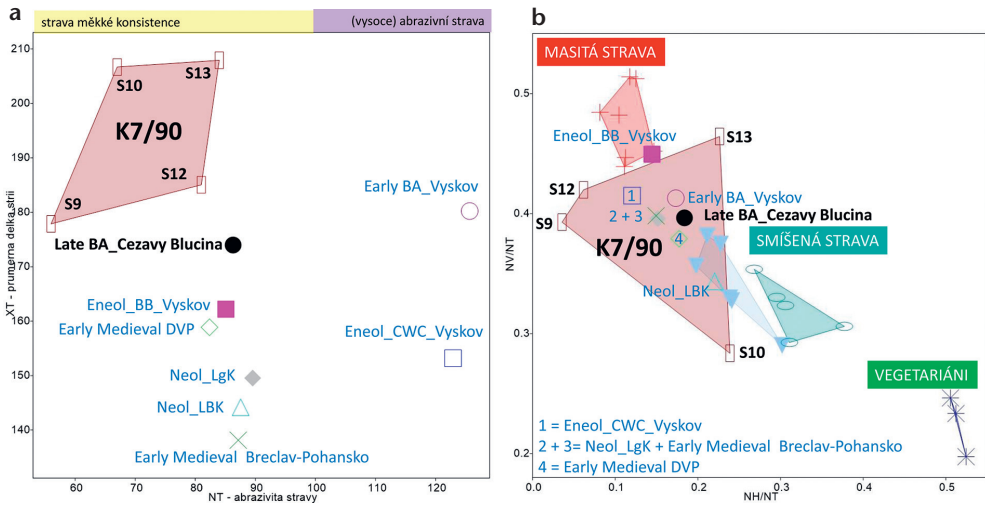 a
strava měkké konsistence
(vysoce) abrazivní strava
XT - prumerna delka strii
210
200
190
180
170
160
150
140
S10
S13
K7/90
S12
S9
Early BA_Vyskov
Late BA_Cezavy Blucina
Eneol_BB_Vyskov
Early Medieval DVP
Eneol_CWC_Vyskov
Neol_LgK
Neol_LBK
Early Medieval Breclav-Pohansko
60
70
80
90
100
110
120
NT - abrazivita stravy
b
MASITÁ STRAVA
NV/NT
0.5
0.4
0.3
0.2
Eneol_BB_Vyskov
S13
S12
1
Early BA_Vyskov
S9
2 + 3
Late BA_Cezavy Blucina
K7/90
4
SMÍŠENÁ STRAVA
Neol_LBK
S10
VEGETARIÁNI
1 = Eneol_CWC_Vyskov
2 + 3= Neol_LgK + Early Medieval Breclav-Pohansko
4 = Early Medieval DVP
0.0
0.1
0.2
0.3
0.4
0.5
NH/NT